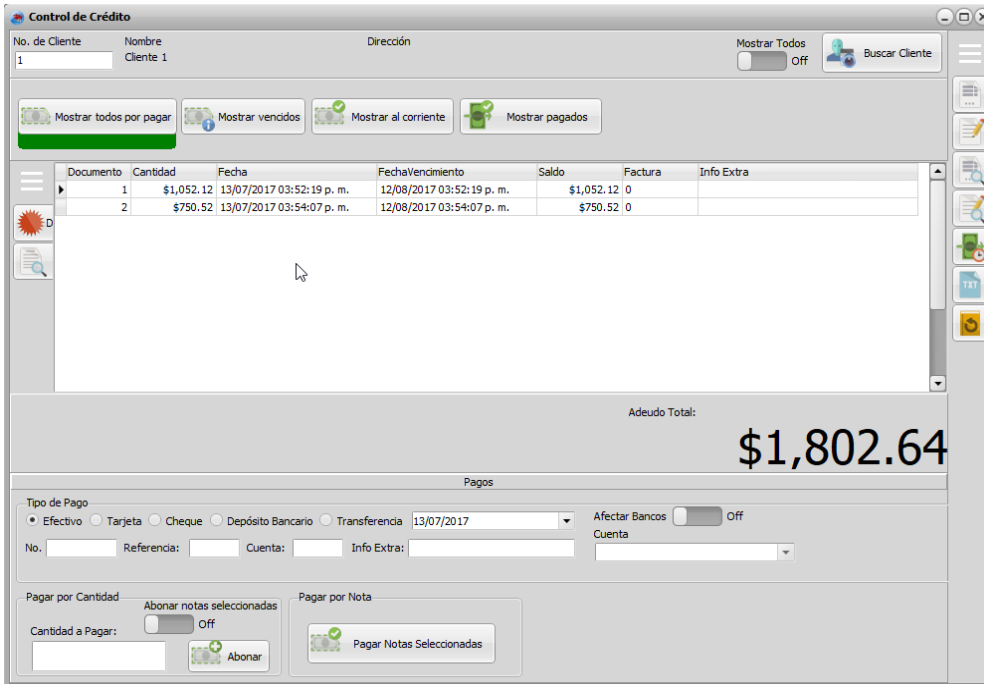 Control de Crédito
No. de Cliente Nombre Dirección Mostrar Todos
1 Cliente 1 Off Buscar Cliente
Mostrar todos por pagar Mostrar vencidos Mostrar al corriente Mostrar pagados
Documento Cantidad Fecha FechaVencimiento Saldo Factura Info Extra
1 $1,052.12 13/07/2017 03:52:19 p. m. 12/08/2017 03:52:19 p. m. $1,052.12 0
2 $750.52 13/07/2017 03:54:07 p. m. 12/08/2017 03:54:07 p. m. $750.52 0
D
TXT
Adeudo Total:
$1,802.64
Pagos
Tipo de Pago
Efectivo Tarjeta Cheque Depósito Bancario Transferencia 13/07/2017 Afectar Bancos Off
Cuenta
No. Referencia: Cuenta: Info Extra:
Pagar por Cantidad Pagar por Nota
Abonar notas seleccionadas
Off
Cantidad a Pagar:
Abonar Pagar Notas Seleccionadas